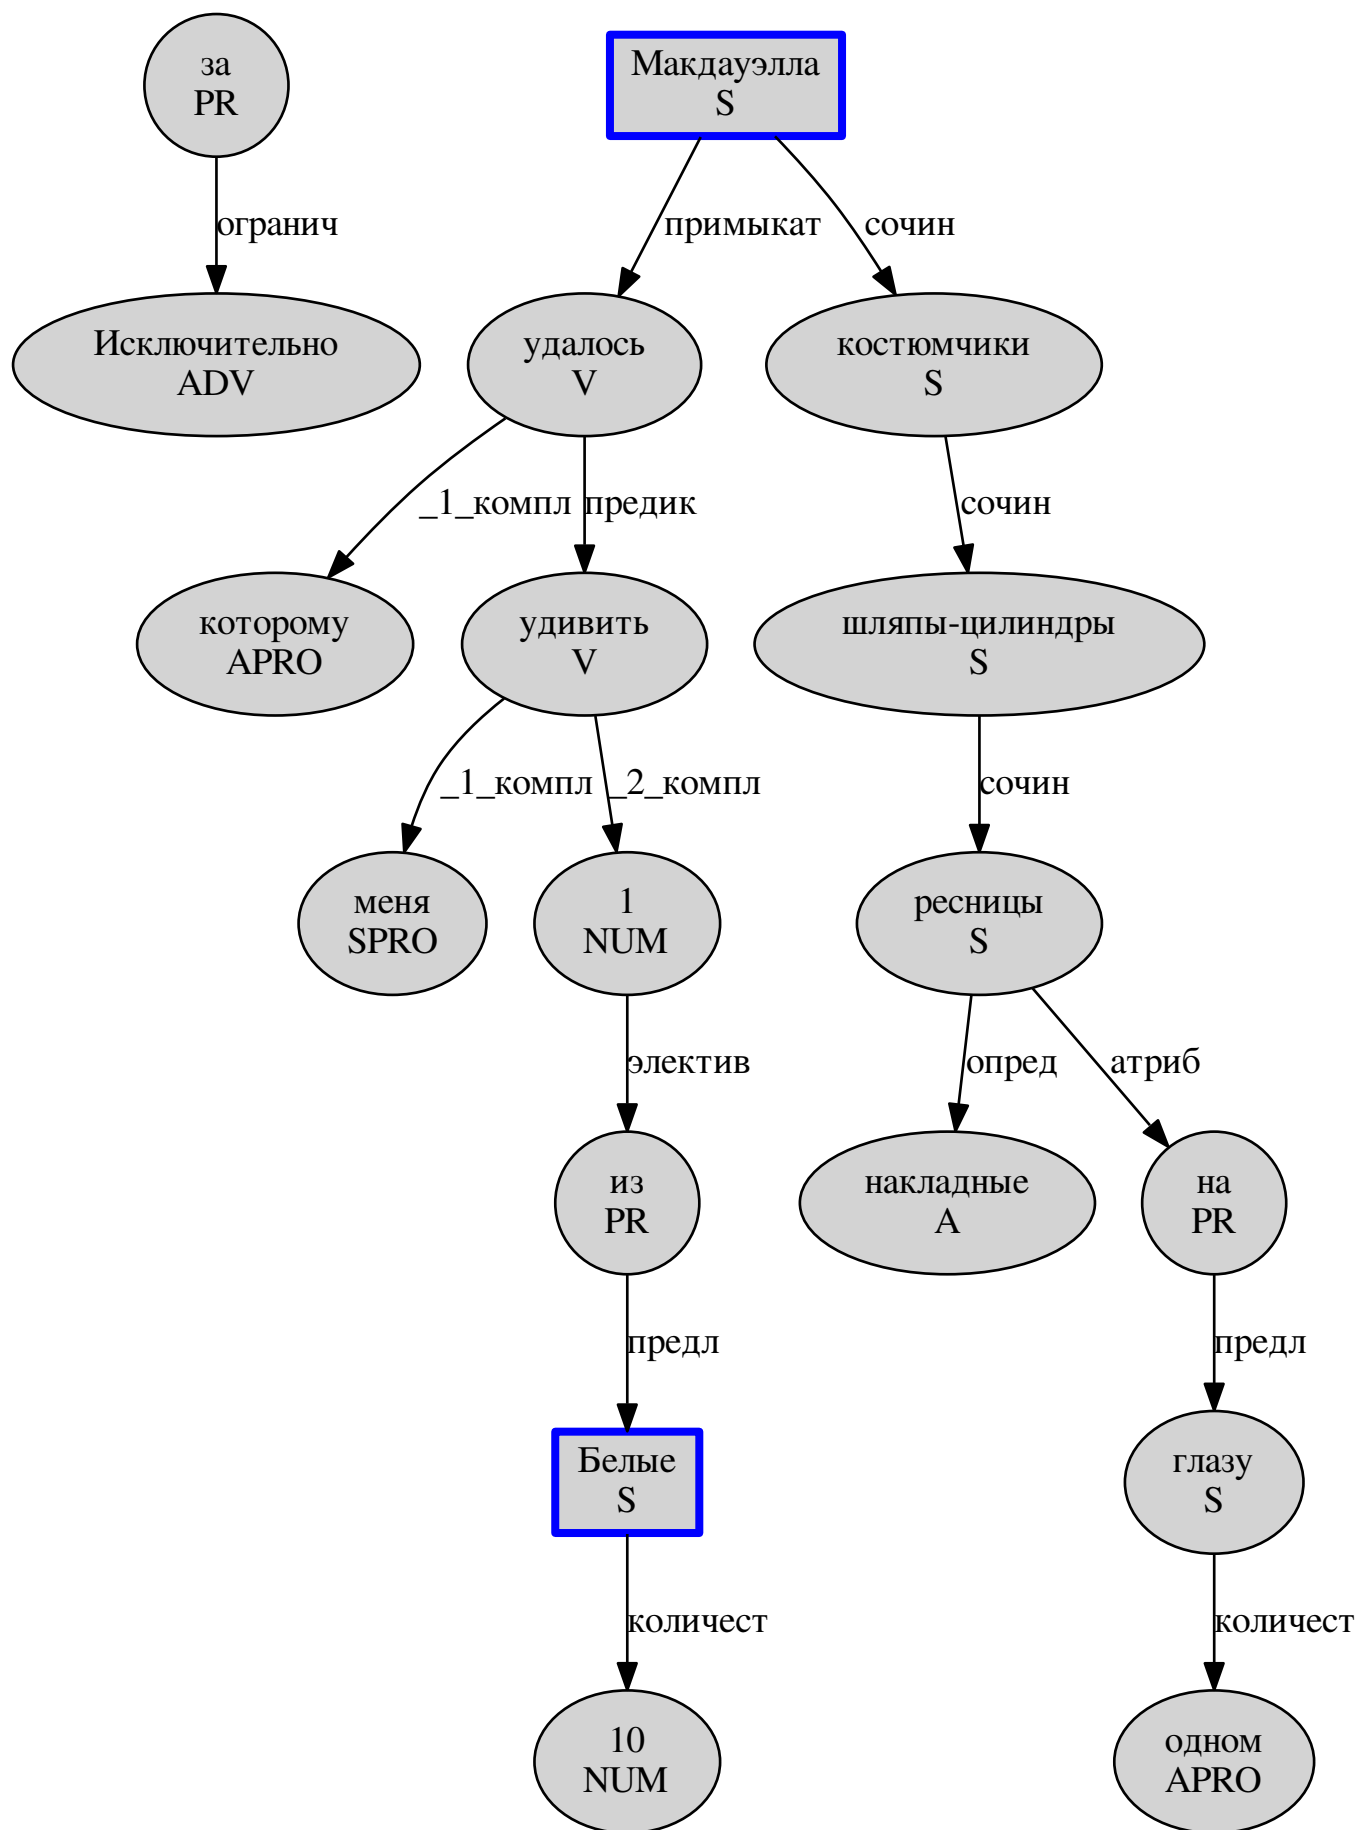 за
PR
Макдауэлла
S
огранич
примыкат
сочин
Исключительно
ADV
удалось
V
костюмчики
S
_1_компл
предик
сочин
которому
APRO
удивить
V
шляпы-цилиндры
S
_1_компл
_2_компл
сочин
меня
SPRO
1
NUM
ресницы
S
электив
опред
атриб
из
PR
накладные
A
на
PR
предл
предл
Белые
S
глазу
S
количест
количест
10
NUM
одном
APRO